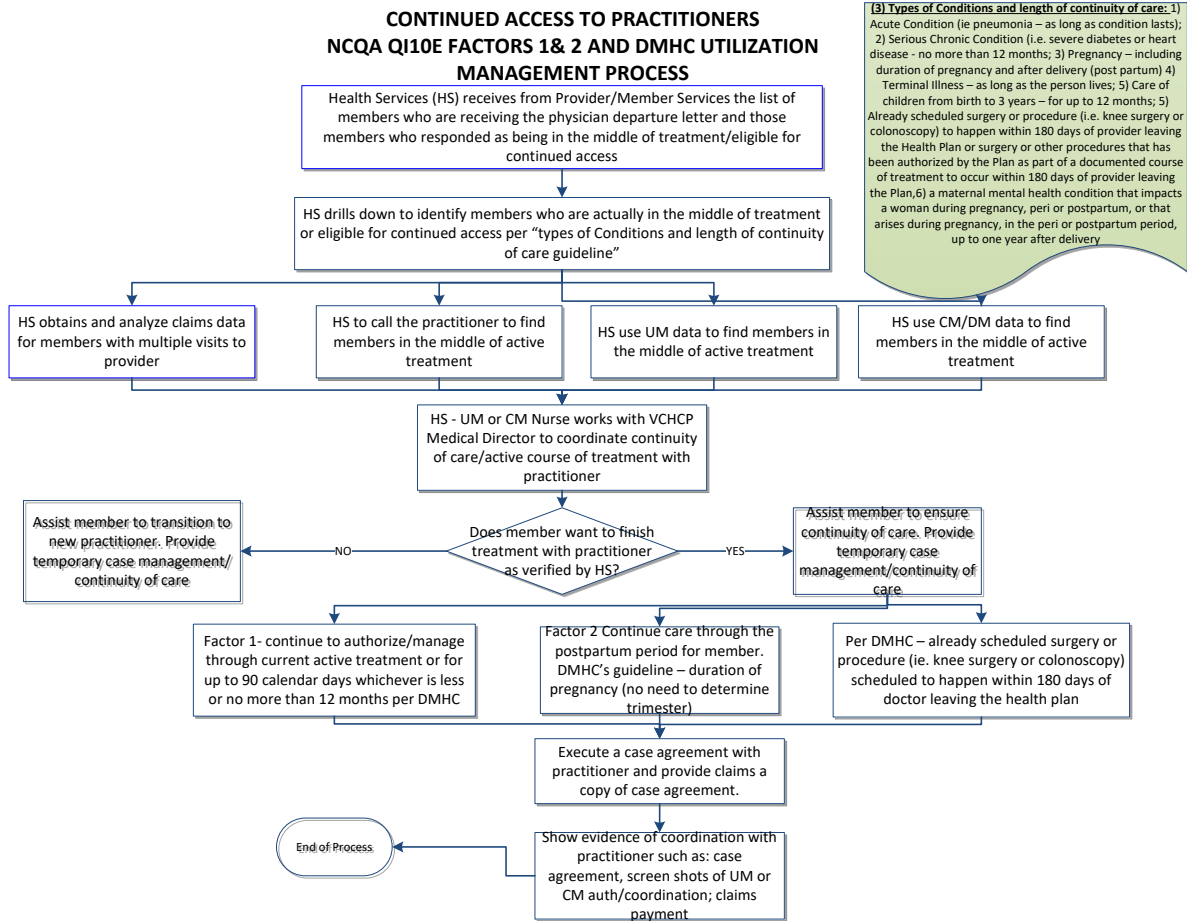 CONTINUED ACCESS TO PRACTITIONERS
NCQA QI10E FACTORS 1& 2 AND DMHC UTILIZATION
MANAGEMENT PROCESS
(3) Types of Conditions and length of continuity of care: 1)
Acute Condition (ie pneumonia – as long as condition lasts);
2) Serious Chronic Condition (i.e. severe diabetes or heart
disease - no more than 12 months; 3) Pregnancy – including
duration of pregnancy and after delivery (post partum) 4)
Terminal Illness – as long as the person lives; 5) Care of
children from birth to 3 years – for up to 12 months; 5)
Already scheduled surgery or procedure (i.e. knee surgery or
colonoscopy) to happen within 180 days of provider leaving
the Health Plan or surgery or other procedures that has
been authorized by the Plan as part of a documented course
of treatment to occur within 180 days of provider leaving
the Plan,6) a maternal mental health condition that impacts
a woman during pregnancy, peri or postpartum, or that
arises during pregnancy, in the peri or postpartum period,
up to one year after delivery
Health Services (HS) receives from Provider/Member Services the list of
members who are receiving the physician departure letter and those
members who responded as being in the middle of treatment/eligible for
continued access
HS drills down to identify members who are actually in the middle of treatment
or eligible for continued access per “types of Conditions and length of continuity
of care guideline”
HS obtains and analyze claims data
for members with multiple visits to
provider
HS to call the practitioner to find
members in the middle of active
treatment
HS use UM data to find members in
the middle of active treatment
HS use CM/DM data to find
members in the middle of active
treatment
HS - UM or CM Nurse works with VCHCP
Medical Director to coordinate continuity
of care/active course of treatment with
practitioner
Assist member to transition to
new practitioner. Provide
temporary case management/
continuity of care
NO
Does member want to finish
treatment with practitioner
as verified by HS?
YES
Assist member to ensure
continuity of care. Provide
temporary case
management/continuity of
care
Factor 1- continue to authorize/manage
through current active treatment or for
up to 90 calendar days whichever is less
or no more than 12 months per DMHC
Factor 2 Continue care through the
postpartum period for member.
DMHC’s guideline – duration of
pregnancy (no need to determine
trimester)
Per DMHC – already scheduled surgery or
procedure (ie. knee surgery or colonoscopy)
scheduled to happen within 180 days of
doctor leaving the health plan
Execute a case agreement with
practitioner and provide claims a
copy of case agreement.
End of Process
Show evidence of coordination with
practitioner such as: case
agreement, screen shots of UM or
CM auth/coordination; claims
payment